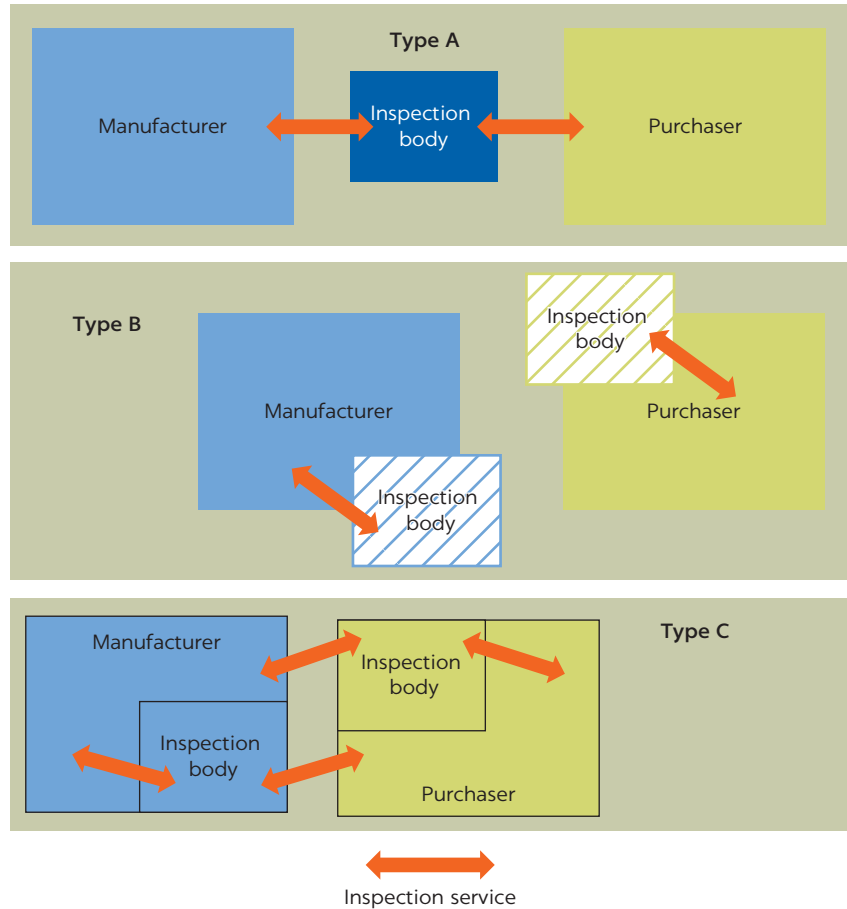 Type A
Manufacturer
Inspection
body
Purchaser
Type B
Manufacturer
Inspection
body
Inspection
body
Purchaser
Type C
Manufacturer
Inspection
body
Inspection
body
Purchaser
Inspection service